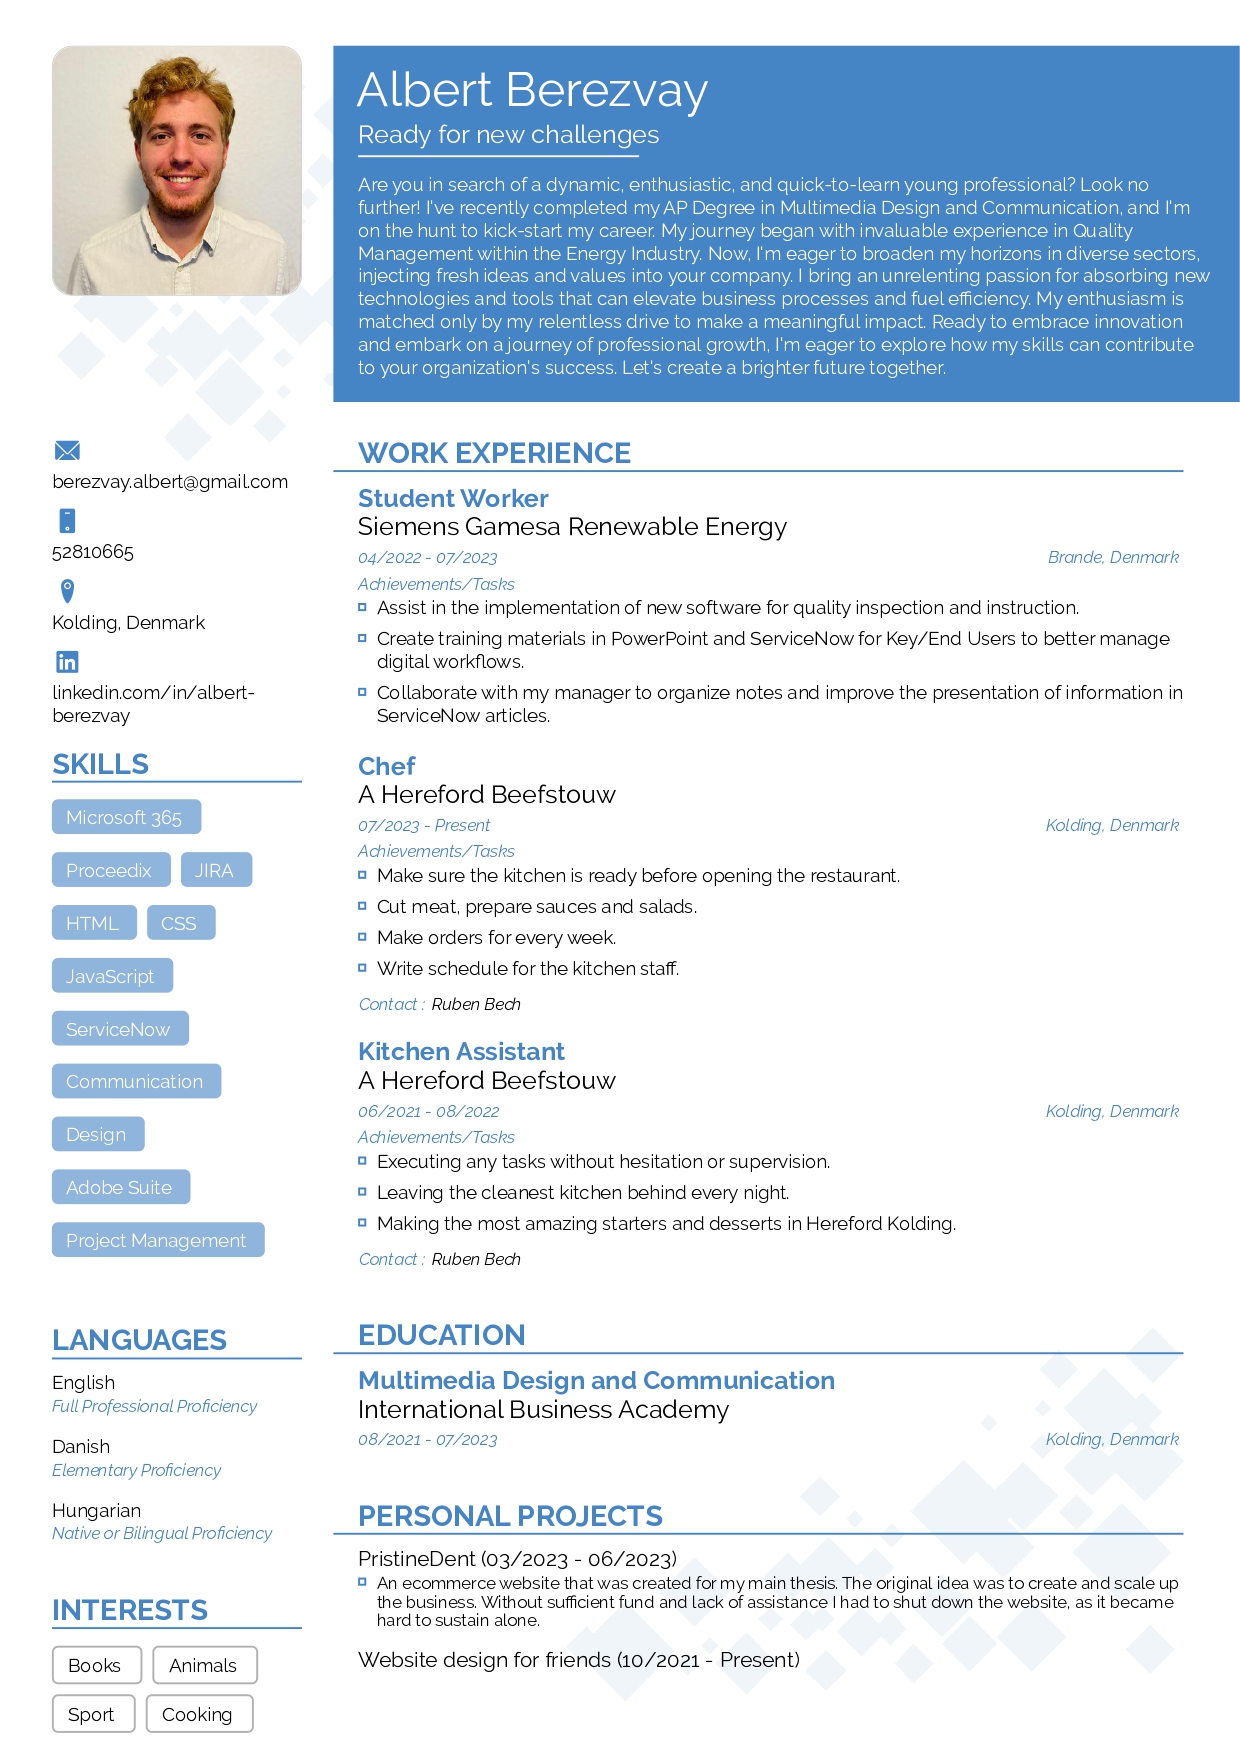 Albert Berezvay
Ready for new challenges
Are you in search of a dynamic, enthusiastic, and quick-to-learn young professional? Look no
further! I've recently completed my AP Degree in Multimedia Design and Communication, and I'm
on the hunt to kick-start my career. My journey began with invaluable experience in Quality
Management within the Energy Industry. Now, I'm eager to broaden my horizons in diverse sectors,
injecting fresh ideas and values into your company. I bring an unrelenting passion for absorbing new
technologies and tools that can elevate business processes and fuel efficiency. My enthusiasm is
matched only by my relentless drive to make a meaningful impact. Ready to embrace innovation
and embark on a journey of professional growth, I'm eager to explore how my skills can contribute
to your organization's success. Let's create a brighter future together.
berezvay.albert@gmail.com
52810665
Kolding, Denmark
linkedin.com/in/albert-
berezvay
SKILLS
Microsoft 365
Proceedix JIRA
HTML CSS
JavaScript
ServiceNow
Communication
Design
Adobe Suite
Project Management
LANGUAGES
English
Full Professional Proficiency
Danish
Elementary Proficiency
Hungarian
Native or Bilingual Proficiency
INTERESTS
Books Animals
Sport Cooking
WORK EXPERIENCE
Student Worker
Siemens Gamesa Renewable Energy
04/2022 - 07/2023 Brande, Denmark
Achievements/Tasks
Assist in the implementation of new software for quality inspection and instruction.
Create training materials in PowerPoint and ServiceNow for Key/End Users to better manage
digital workflows.
Collaborate with my manager to organize notes and improve the presentation of information in
ServiceNow articles.
Chef
A Hereford Beefstouw
07/2023 - Present Kolding, Denmark
Achievements/Tasks
Make sure the kitchen is ready before opening the restaurant.
Cut meat, prepare sauces and salads.
Make orders for every week.
Write schedule for the kitchen staff.
Contact : Ruben Bech
Kitchen Assistant
A Hereford Beefstouw
06/2021 - 08/2022 Kolding, Denmark
Achievements/Tasks
Executing any tasks without hesitation or supervision.
Leaving the cleanest kitchen behind every night.
Making the most amazing starters and desserts in Hereford Kolding.
Contact : Ruben Bech
EDUCATION
Multimedia Design and Communication
International Business Academy
08/2021 - 07/2023 Kolding, Denmark
PERSONAL PROJECTS
PristineDent (03/2023 - 06/2023)
An ecommerce website that was created for my main thesis. The original idea was to create and scale up
the business. Without sufficient fund and lack of assistance I had to shut down the website, as it became
hard to sustain alone.
Website design for friends (10/2021 - Present)